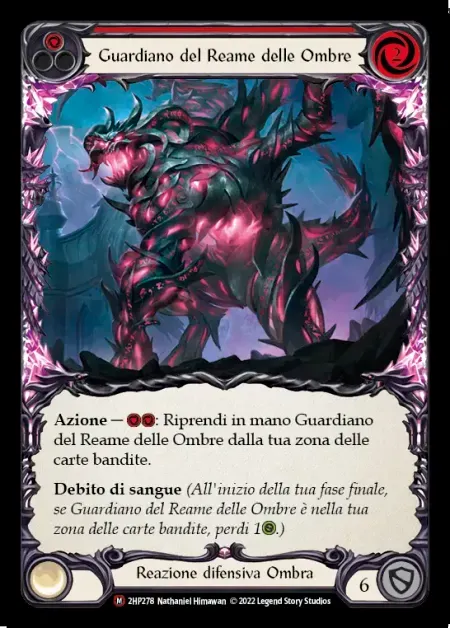 Guardiano del Reame delle Ombre
2
Azione — : Riprendi in mano Guardiano
del Reame delle Ombre dalla tua zona delle
carte bandite.
Debito di sangue (All'inizio della tua fase finale,
se Guardiano del Reame delle Ombre è nella tua
zona delle carte bandite, perdi 1.)
Reazione difensiva Ombra
6
M 2HP278 Nathaniel Himawan © 2022 Legend Story Studios